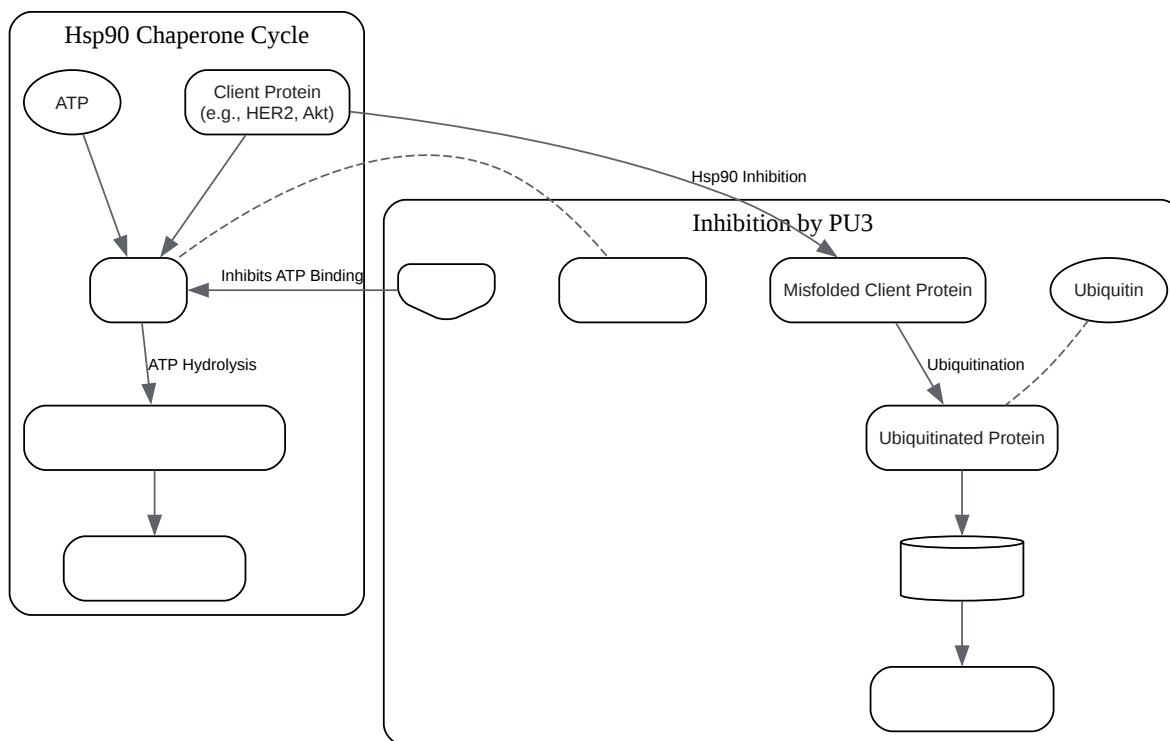 Hsp90 Chaperone Cycle
ATP
Client Protein
(e.g., HER2, Akt)
Hsp90 Inhibition
Inhibition by PU3
Inhibits ATP Binding
Misfolded Client Protein
Ubiquitin
ATP Hydrolysis
Ubiquitination
Ubiquitinated Protein